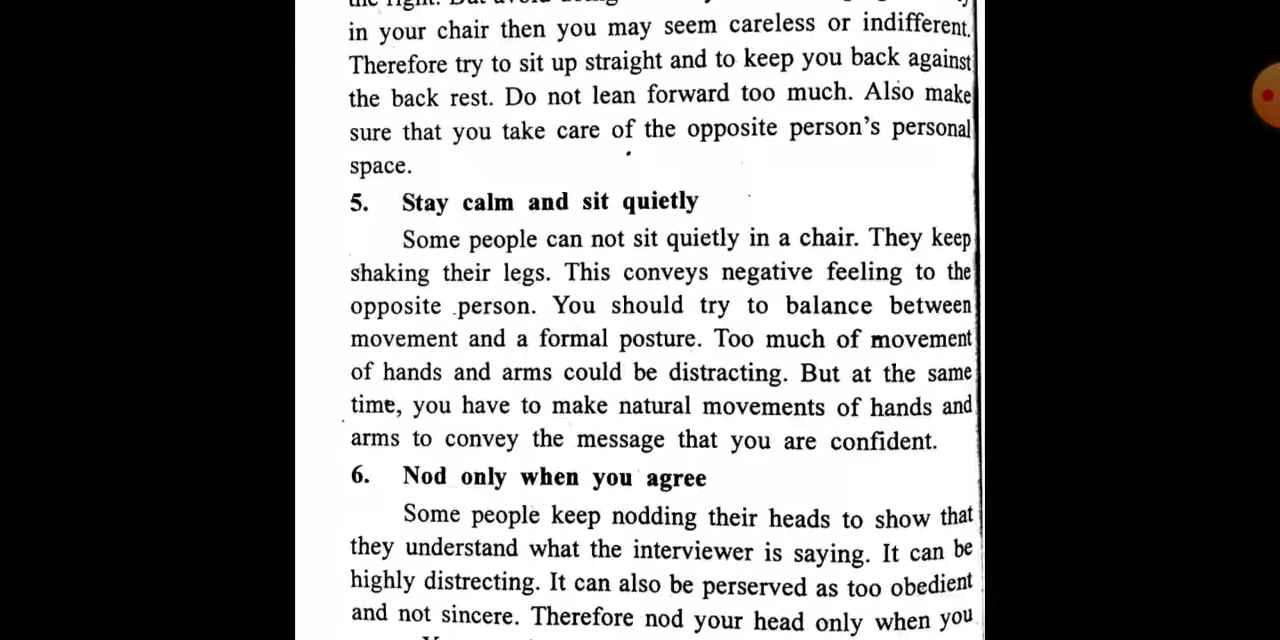 in your chair then you may seem careless or indifferent.
Therefore try to sit up straight and to keep you back against
the back rest. Do not lean forward too much. Also make
sure that you take care of the opposite person's personal
space.
5. Stay calm and sit quietly
Some people can not sit quietly in a chair. They keep
shaking their legs. This conveys negative feeling to the
opposite person. You should try to balance between
movement and a formal posture. Too much of movement
of hands and arms could be distracting. But at the same
time, you have to make natural movements of hands and
arms to convey the message that you are confident.
6. Nod only when you agree
Some people keep nodding their heads to show that
they understand what the interviewer is saying. It can be
highly distrecting. It can also be perserved as too obedient
and not sincere. Therefore nod your head only when you